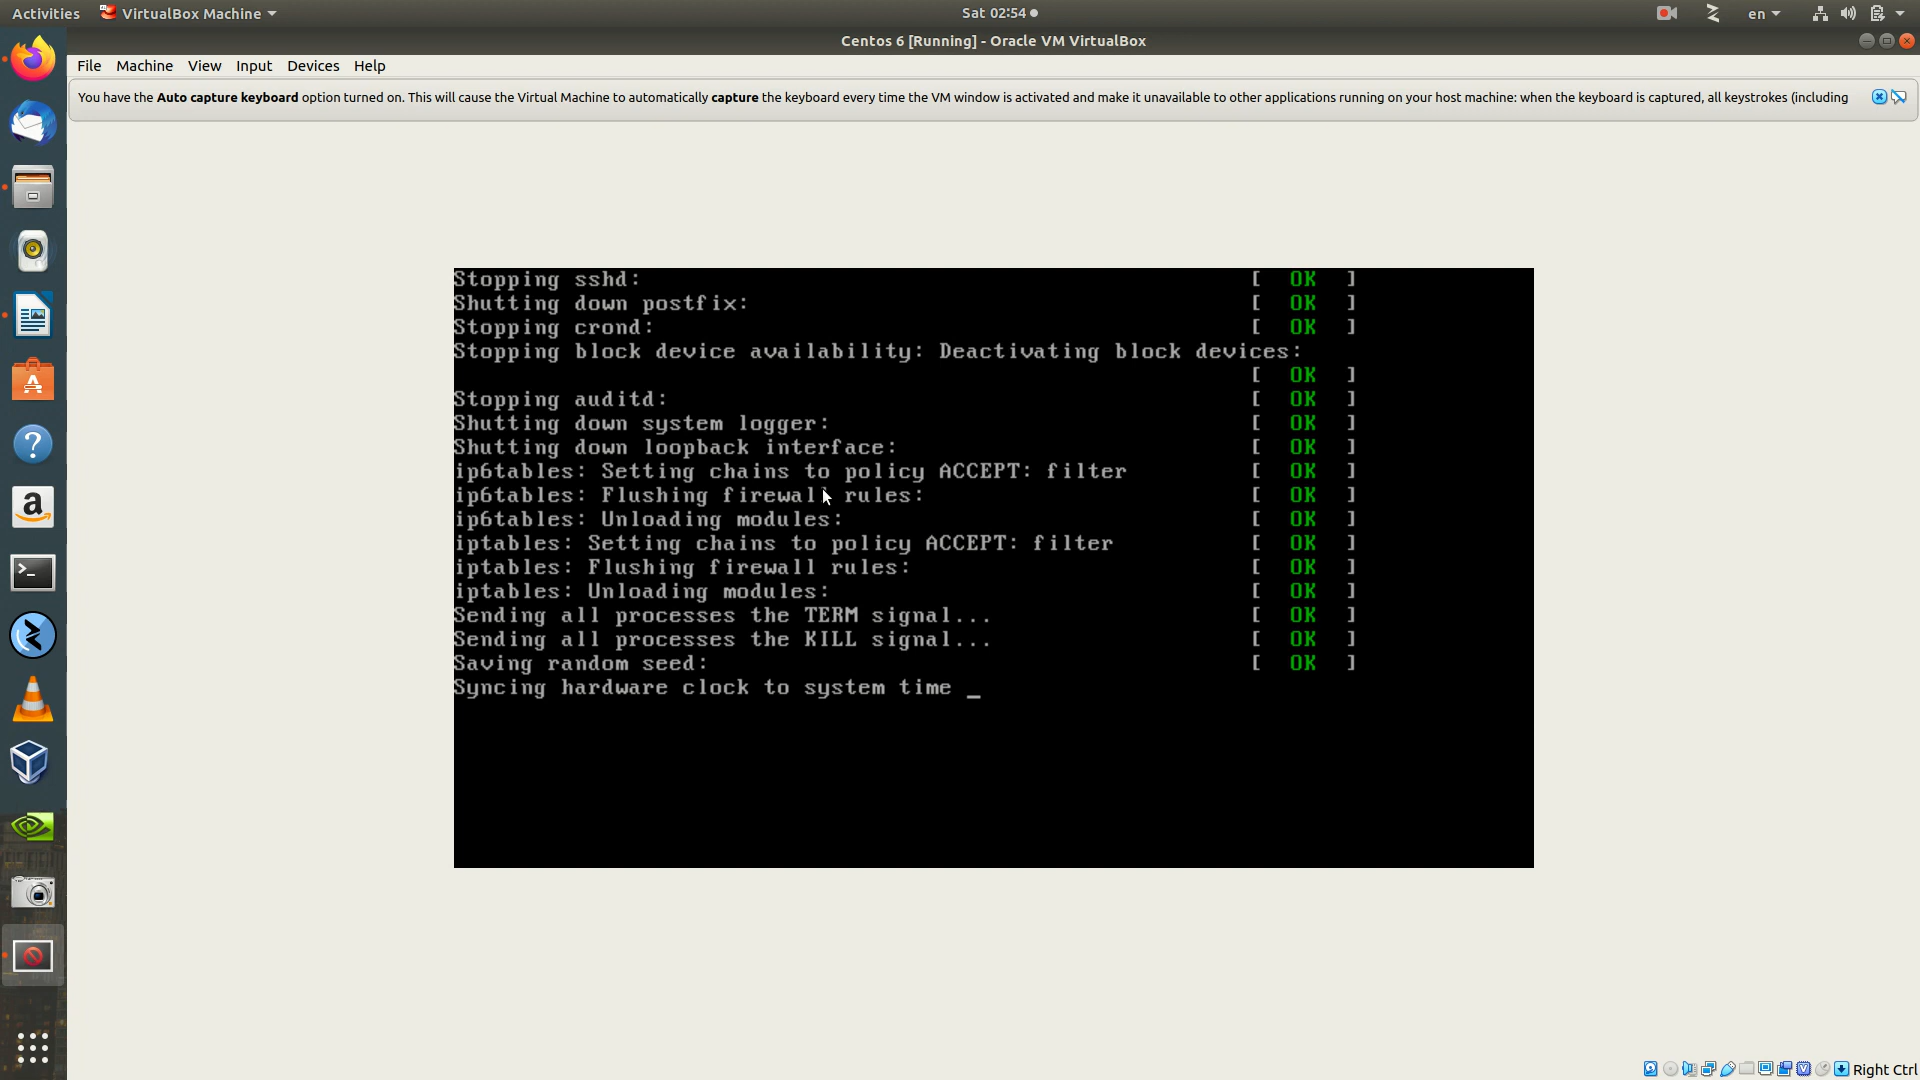 Activities VirtualBox Machine Sat 02:54 en
Centos 6 [Running] - Oracle VM VirtualBox
File Machine View Input Devices Help
You have the Auto capture keyboard option turned on. This will cause the Virtual Machine to automatically capture the keyboard every time the VM window is activated and make it unavailable to other applications running on your host machine: when the keyboard is captured, all keystrokes (including
Stopping sshd: [ OK ]
Shutting down postfix: [ OK ]
Stopping crond: [ OK ]
Stopping block device availability: Deactivating block devices:
[ OK ]
Stopping auditd: [ OK ]
Shutting down system logger: [ OK ]
Shutting down loopback interface: [ OK ]
ip6tables: Setting chains to policy ACCEPT: filter [ OK ]
ip6tables: Flushing firewall rules: [ OK ]
ip6tables: Unloading modules: [ OK ]
iptables: Setting chains to policy ACCEPT: filter [ OK ]
iptables: Flushing firewall rules: [ OK ]
iptables: Unloading modules: [ OK ]
Sending all processes the TERM signal... [ OK ]
Sending all processes the KILL signal... [ OK ]
Saving random seed: [ OK ]
Syncing hardware clock to system time _
Right Ctrl